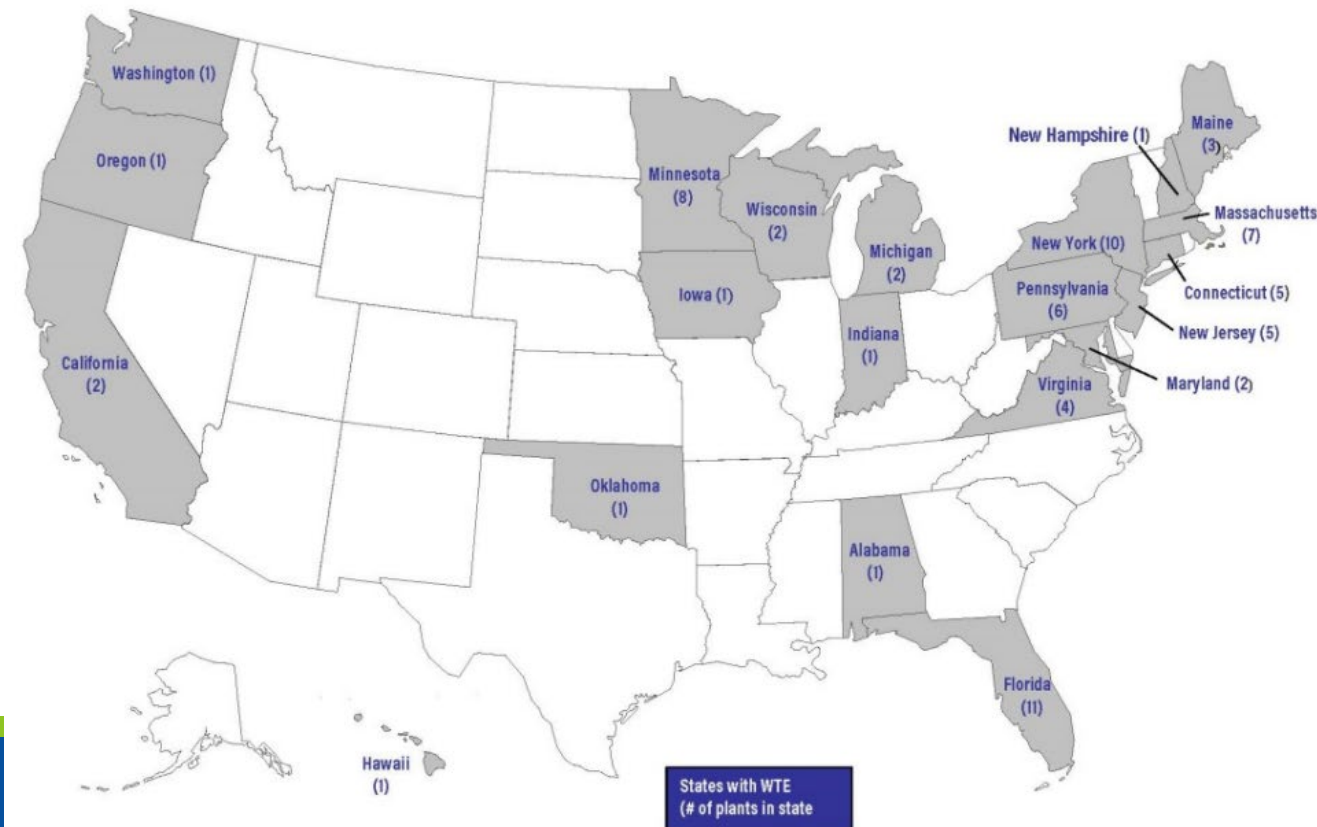 Washington (1)
Oregon (1)
California
(2)
Minnesota
(8)
Wisconsin
(2)
Michigan
(2)
Iowa (1)
Indiana
(1)
Oklahoma
(1)
Alabama
(1)
Florida
(11)
Hawaii
(1)
New Hampshire (1)
Maine
(3)
Massachusetts
(7)
New York (10)
Connecticut (5)
Pennsylvania
(6)
New Jersey (5)
Maryland (2)
Virginia
(4)
States with WTE
(# of plants in state